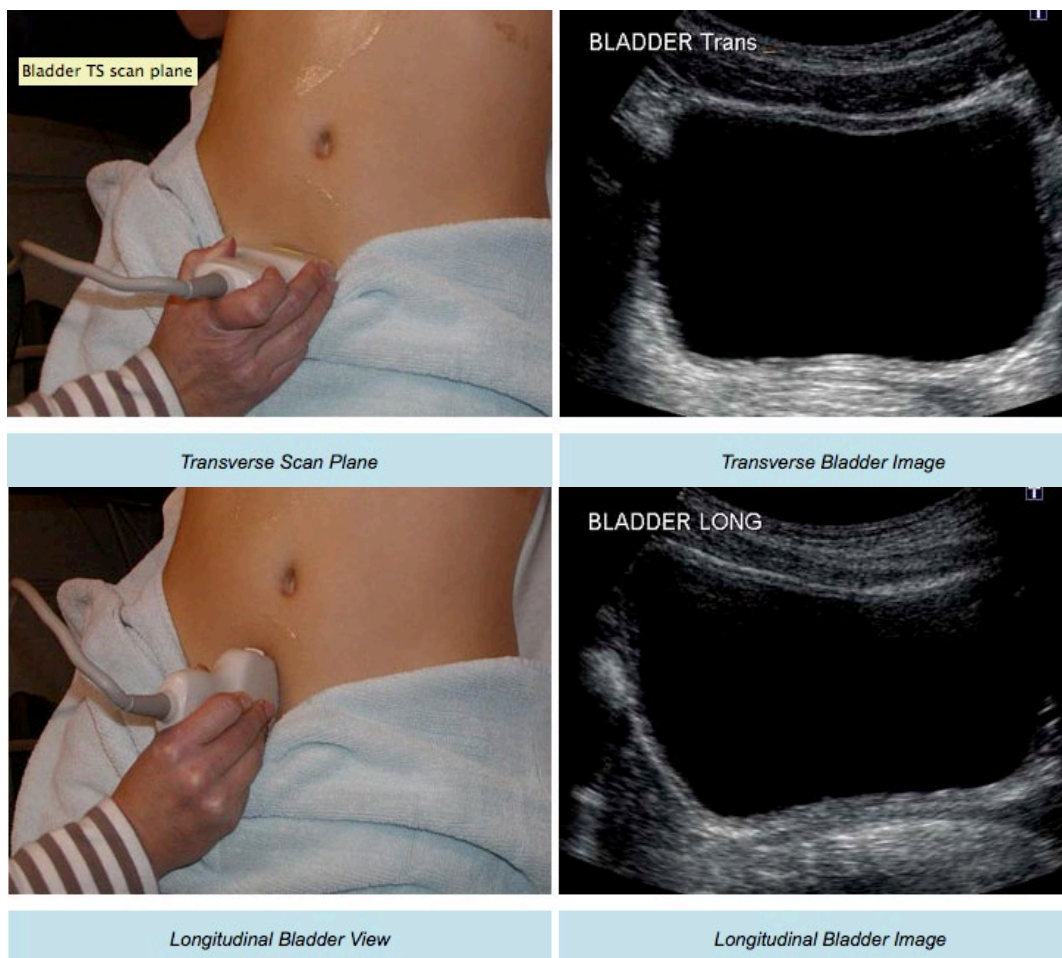 Bladder TS scan plane
BLADDER Trans
T
Transverse Scan Plane
Transverse Bladder Image
T
BLADDER LONG
Longitudinal Bladder View
Longitudinal Bladder Image